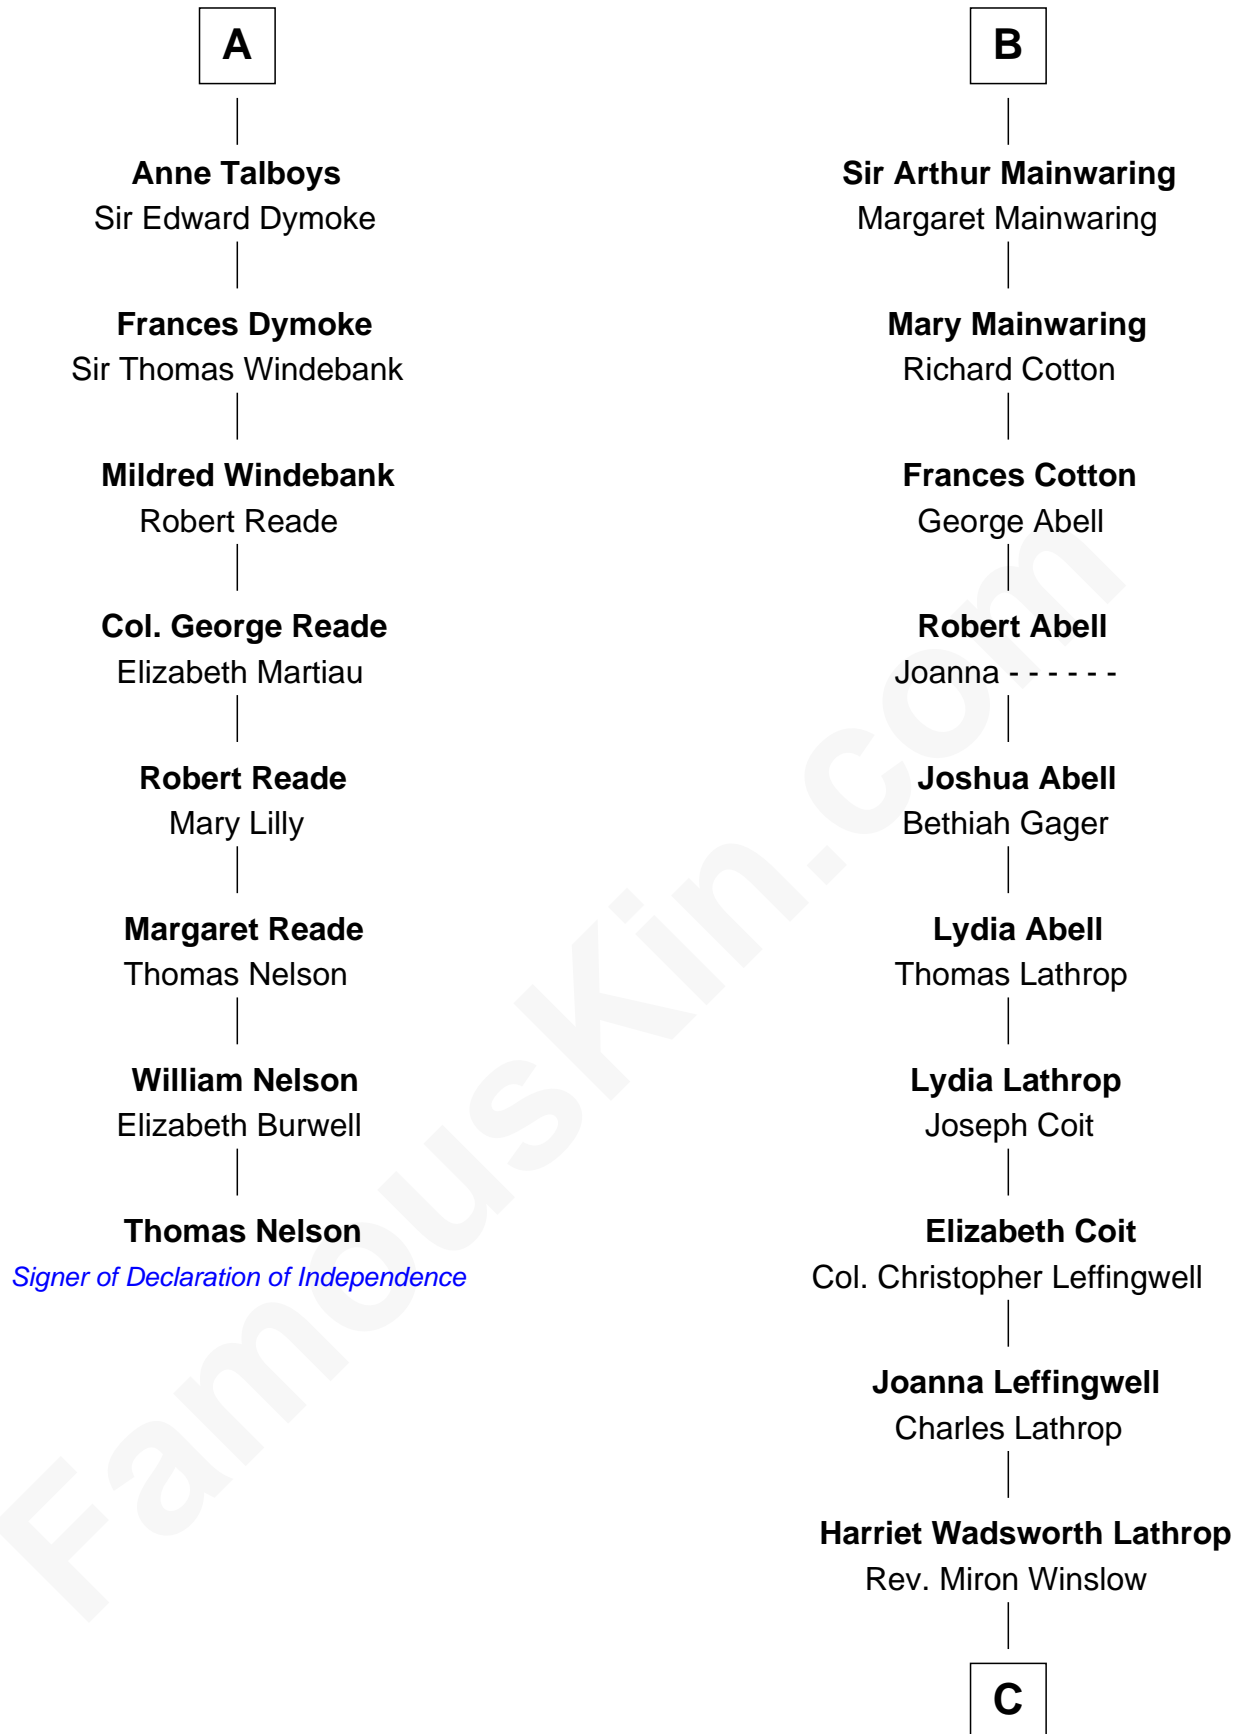 A
Anne Talboys
Sir Edward Dymoke
Frances Dymoke
Sir Thomas Windebank
Mildred Windebank
Robert Reade
Col. George Reade
Elizabeth Martiau
Robert Reade
Mary Lilly
Margaret Reade
Thomas Nelson
William Nelson
Elizabeth Burwell
Thomas Nelson
Signer of Declaration of Independence
B
Sir Arthur Mainwaring
Margaret Mainwaring
Mary Mainwaring
Richard Cotton
Frances Cotton
George Abell
Robert Abell
Joanna - - - - - -
Joshua Abell
Bethiah Gager
Lydia Abell
Thomas Lathrop
Lydia Lathrop
Joseph Coit
Elizabeth Coit
Col. Christopher Leffingwell
Joanna Leffingwell
Charles Lathrop
Harriet Wadsworth Lathrop
Rev. Miron Winslow
C
FamousKin.com